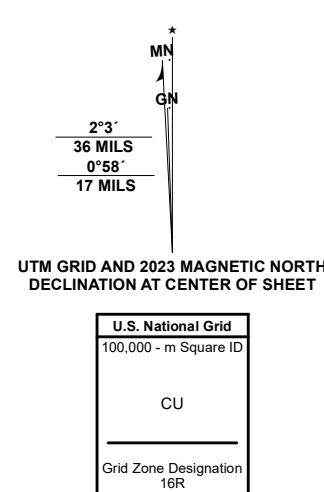 ★
MN
GN
2°3´
36 MILS
0°58´
17 MILS
UTM GRID AND 2023 MAGNETIC NORTH
DECLINATION AT CENTER OF SHEET
U.S. National Grid
100,000 - m Square ID
CU
Grid Zone Designation
16R